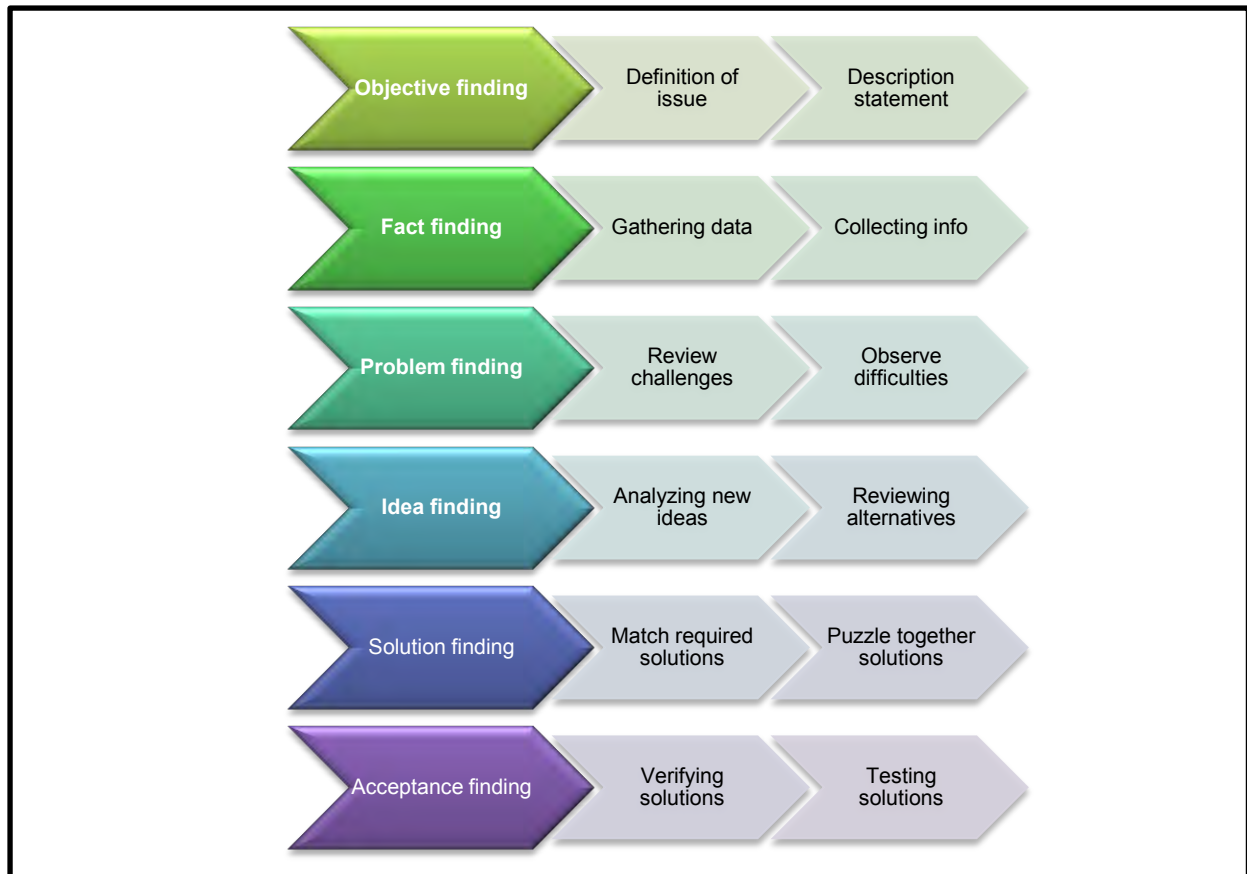 Objective finding
Definition of
issue
Description
statement
Fact finding
Gathering data
Collecting info
Problem finding
Review
challenges
Observe
difficulties
Idea finding
Analyzing new
ideas
Reviewing
alternatives
Solution finding
Match required
solutions
Puzzle together
solutions
Acceptance finding
Verifying
solutions
Testing
solutions